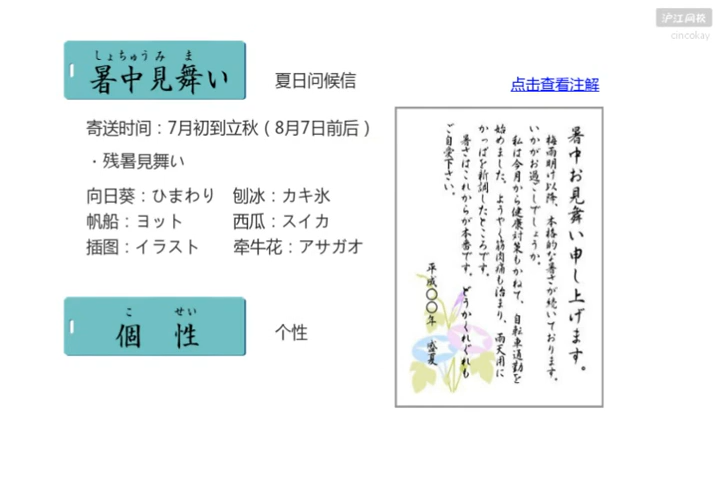 沪江网校
cincokay
しょちゅうみ ま
暑中見舞い
夏日问候信
点击查看注解
寄送时间：7月初到立秋（8月7日前后）
・残暑見舞い
向日葵：ひまわり 刨冰：カキ氷
帆船：ヨット 西瓜：スイカ
插图：イラスト 牵牛花：アサガオ
こ せい
個 性
个性
暑中お見舞い申し上げます。
梅雨明け以降、本格的な暑さが続いております。
いかがお過ごしでしょうか。
私は今月から健康対策もかねて、自転車通勤を
始めました。ようやく筋肉痛も治まり、雨天用に
かっぱを新調したところです。
暑さはこれからが本番です。どうかくれぐれも
ご自愛下さい。
平成〇〇年 盛夏